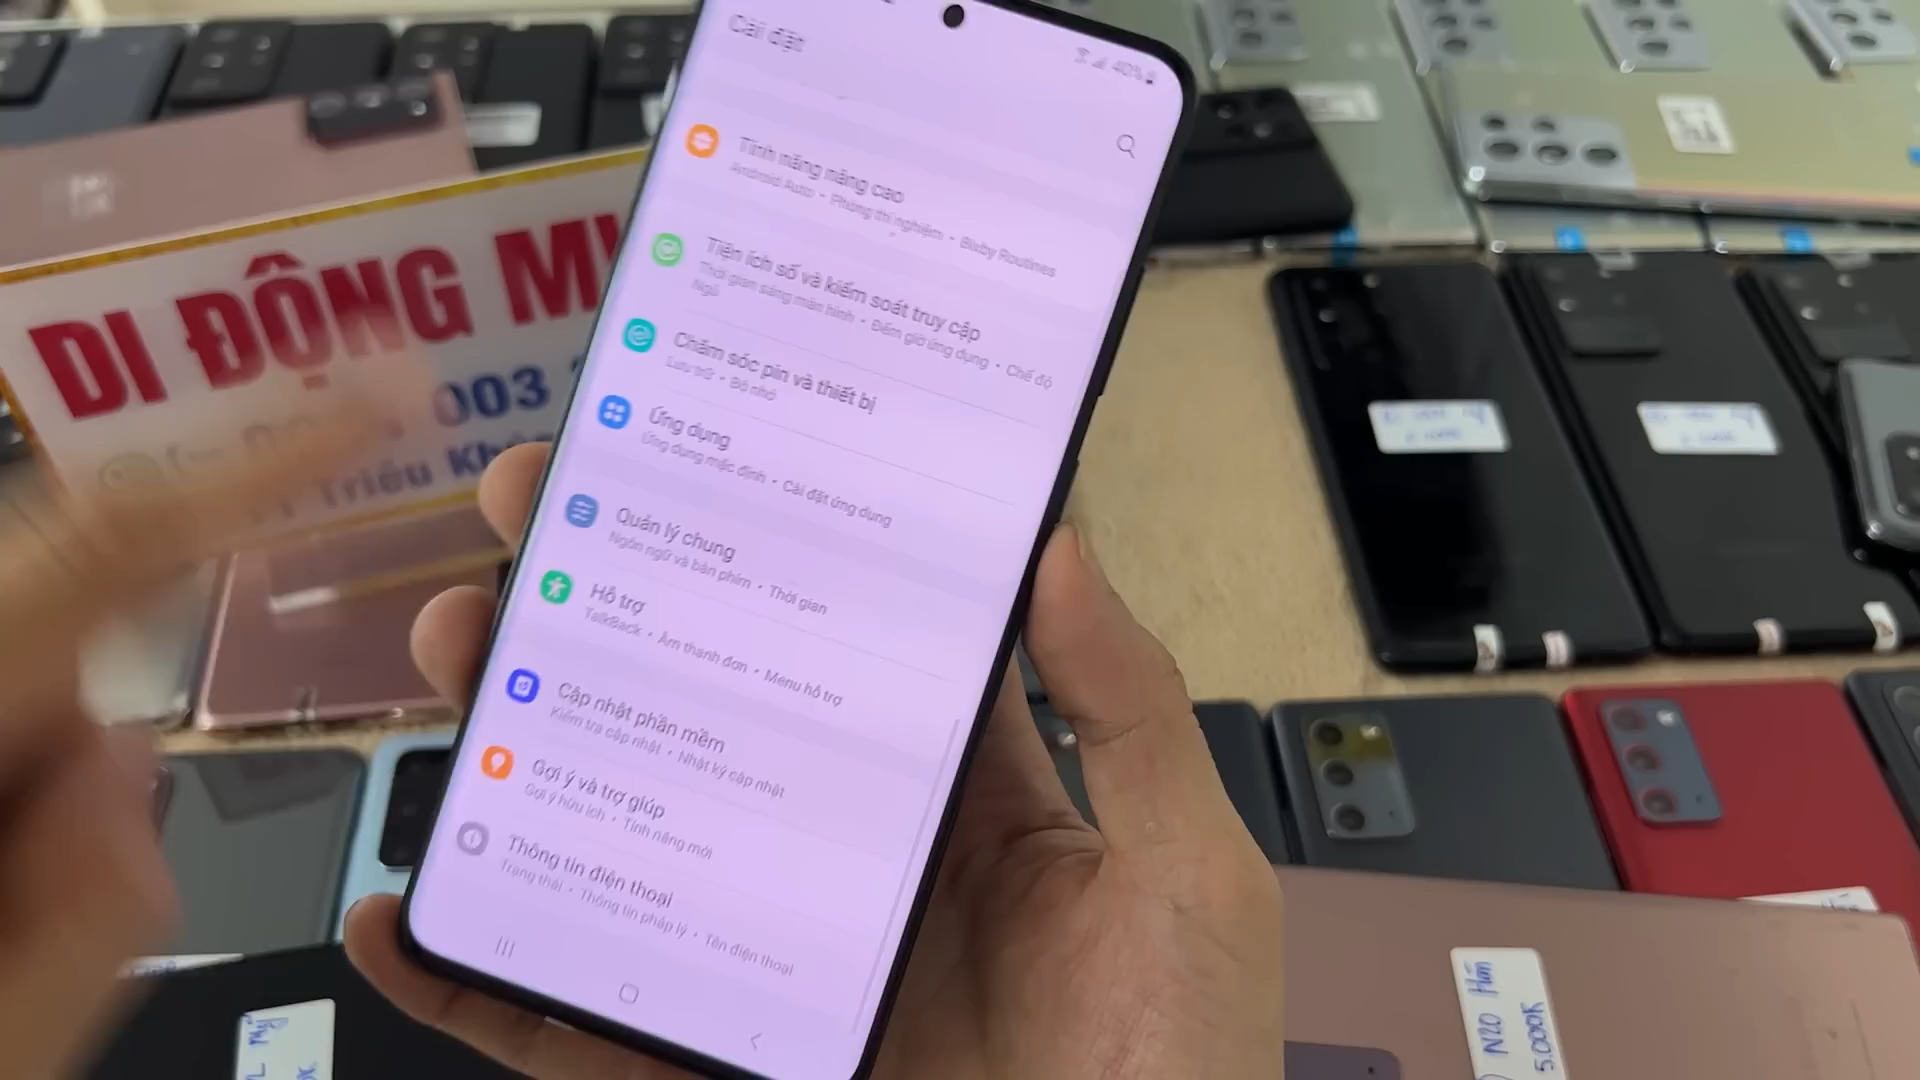 Cài đặt
40%
Tính năng nâng cao
Android Auto • Phòng thí nghiệm • Bixby Routines
Tiện ích số và kiểm soát truy cập
Thời gian sáng màn hình • Đếm giờ ứng dụng • Chế độ
Ngủ
Chăm sóc pin và thiết bị
Lưu trữ • Bộ nhớ
Ứng dụng
Ứng dụng mặc định • Cài đặt ứng dụng
Quản lý chung
Ngôn ngữ và bàn phím • Thời gian
Hỗ trợ
TalkBack • Âm thanh đơn • Menu hỗ trợ
Cập nhật phần mềm
Kiểm tra cập nhật • Nhật ký cập nhật
Gợi ý và trợ giúp
Gợi ý hữu ích • Tính năng mới
Thông tin điện thoại
Trạng thái • Thông tin pháp lý • Tên điện thoại
DI ĐỘNG
003
Triều
N20 Hàn
5.000K